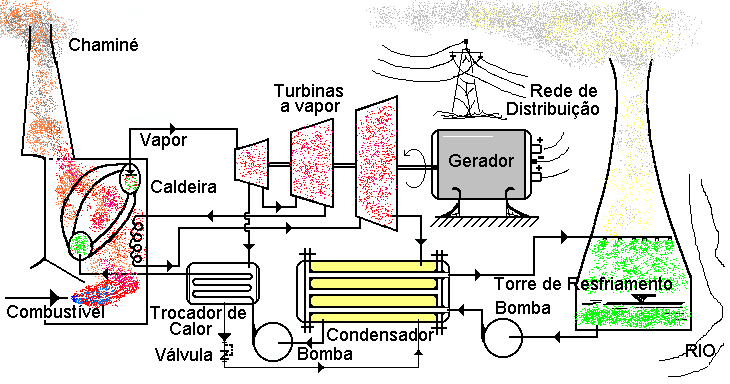 Chaminé
Turbinas
a vapor
Rede de
Distribuição
Vapor
Gerador
Caldeira
Torre de Resfriamento
Combustível
Trocador de
Calor
Condensador
Bomba
Válvula
Bomba
RIO